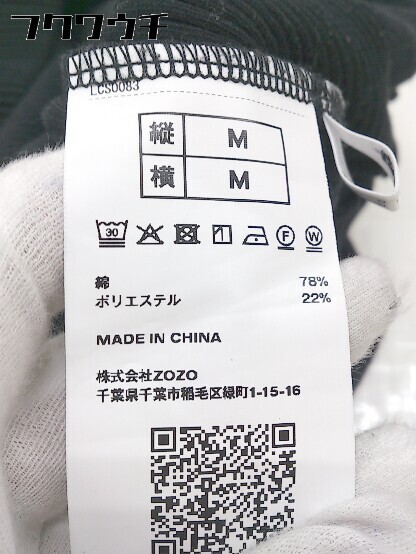 フクワウチ
LCS0083
縦 M
横 M
30 F W
綿 78%
ポリエステル 22%
MADE IN CHINA
株式会社ZOZO
千葉県千葉市稲毛区緑町1-15-16